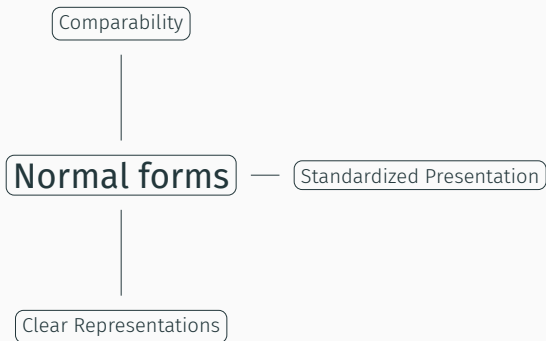 Comparability
Normal forms
Standardized Presentation
Clear Representations